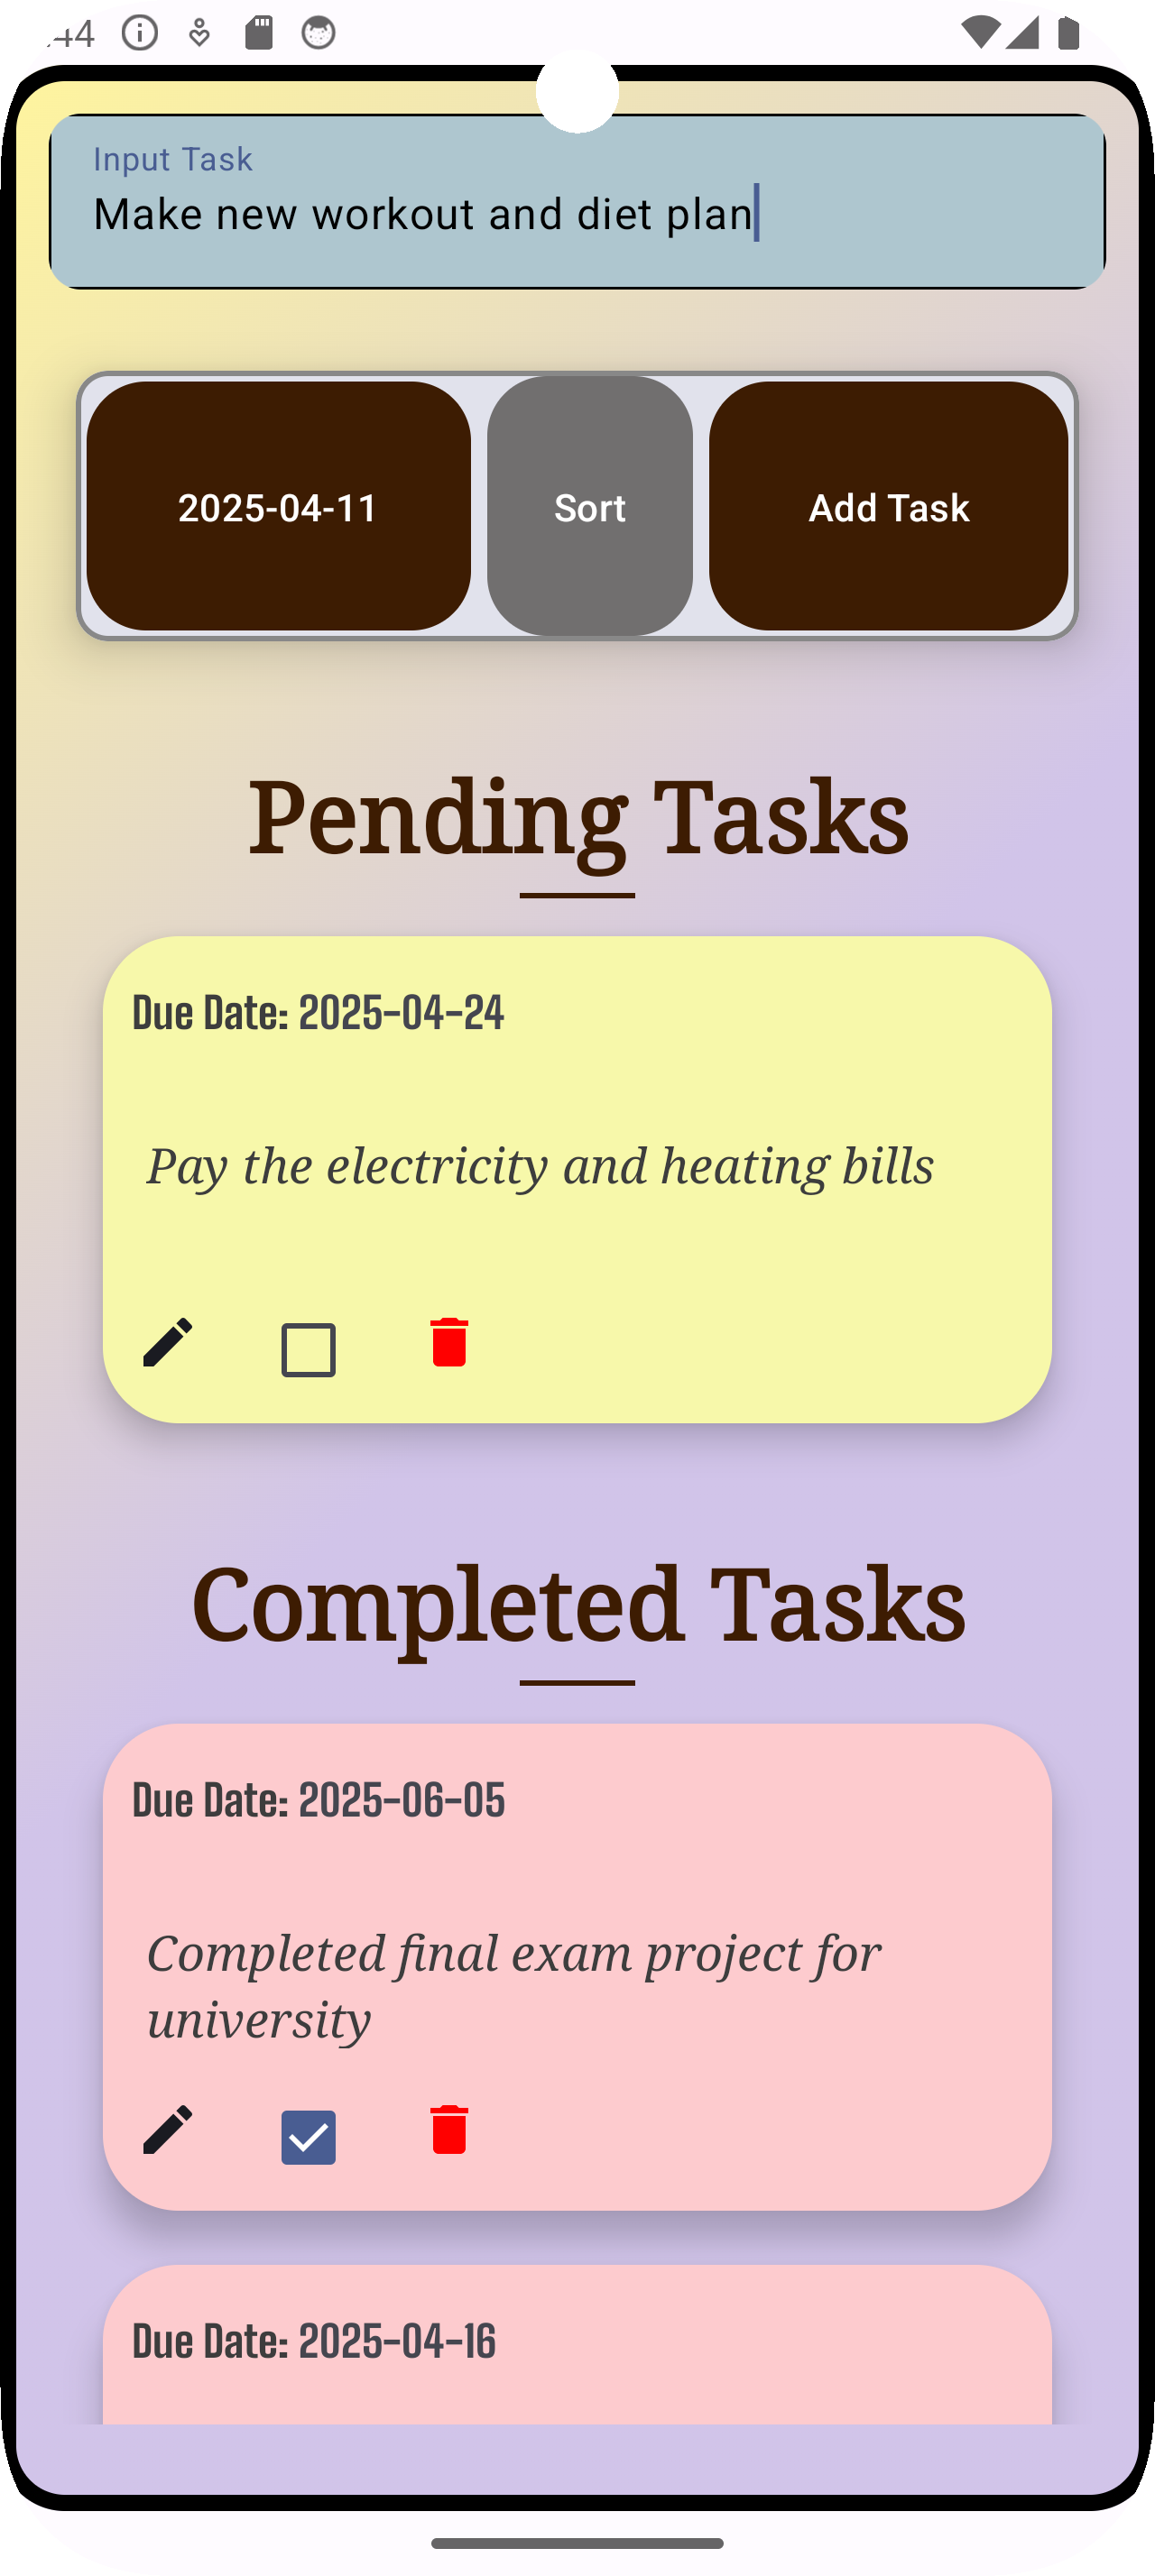 44
Input Task
Make new workout and diet plan
2025-04-11
Sort
Add Task
Pending Tasks
Due Date: 2025-04-24
Pay the electricity and heating bills
Completed Tasks
Due Date: 2025-06-05
Completed final exam project for
university
Due Date: 2025-04-16